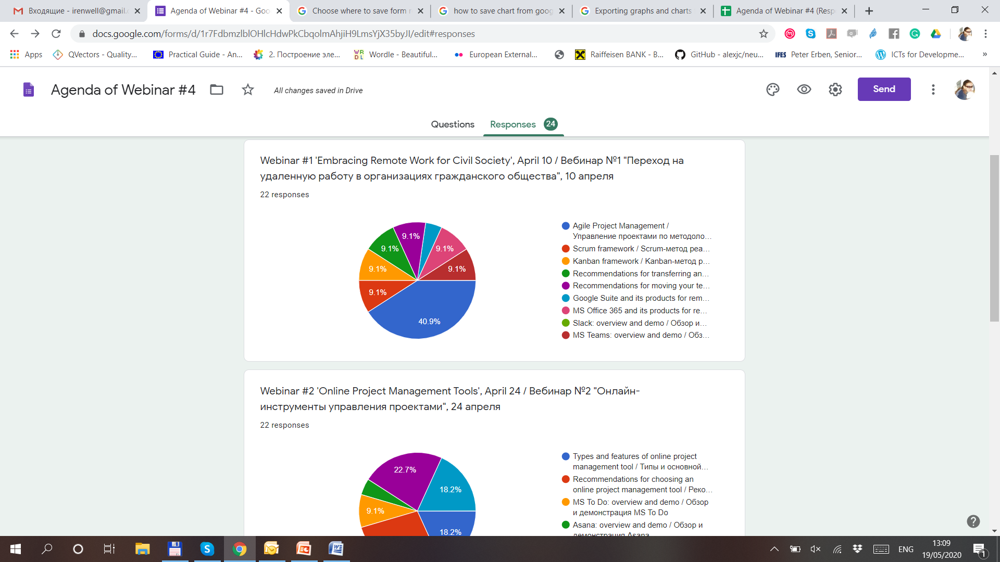 Входящие - irenwell@gmail.c
Agenda of Webinar #4 - Goo
Choose where to save form r
how to save chart from goog
Exporting graphs and charts
Agenda of Webinar #4 (Resp
docs.google.com/forms/d/1r7FdbmzlblOHlcHdwPkCbqolmAhjiH9LmsYjX35byJI/edit#responses
Apps
QVectors - Quality...
Practical Guide - An...
2. Построение эле...
Wordle - Beautiful...
European External...
Raiffeisen BANK - B...
GitHub - alexjc/neu...
IFES Peter Erben, Senior...
ICTs for Developme...
»
Agenda of Webinar #4
All changes saved in Drive
Send
Questions
Responses 24
Webinar #1 'Embracing Remote Work for Civil Society', April 10 / Вебинар №1 "Переход на
удаленную работу в организациях гражданского общества", 10 апреля
22 responses
9.1%
9.1%
9.1%
9.1%
9.1%
9.1%
40.9%
Agile Project Management /
Управление проектами по методоло...
Scrum framework / Scrum-метод реа...
Kanban framework / Kanban-метод р...
Recommendations for transferring an...
Recommendations for moving your te...
Google Suite and its products for rem...
MS Office 365 and its products for re...
Slack: overview and demo / Обзор и...
MS Teams: overview and demo / Обз...
Webinar #2 'Online Project Management Tools', April 24 / Вебинар №2 "Онлайн-
инструменты управления проектами", 24 апреля
22 responses
22.7%
18.2%
9.1%
18.2%
Types and features of online project
management tool / Типы и основной...
Recommendations for choosing an
online project management tool / Реко...
MS To Do: overview and demo / Обзор
и демонстрация MS To Do
Asana: overview and demo / Обзор и
демонстрация Asana
ENG
13:09
19/05/2020
1